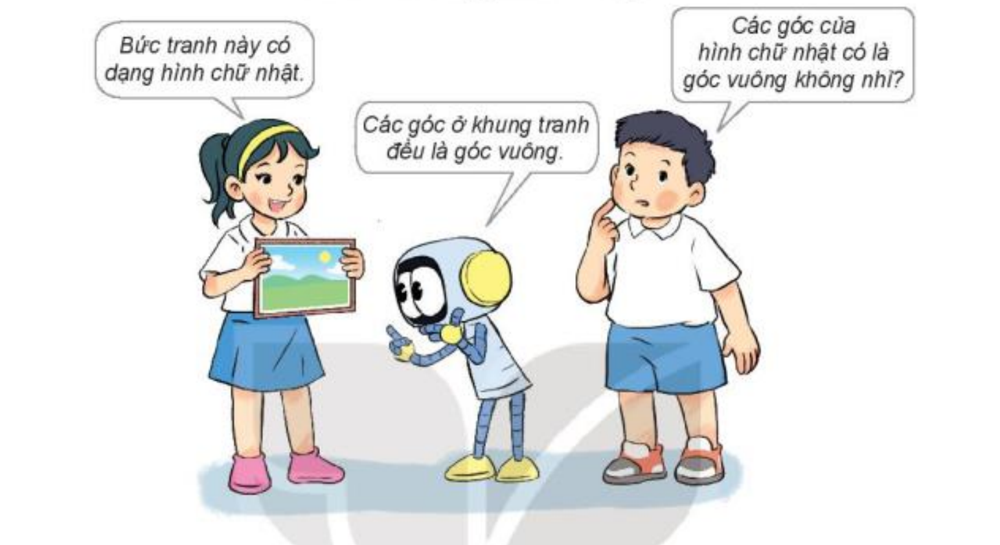 Bức tranh này có
dạng hình chữ nhật.
Các góc ở khung tranh
đều là góc vuông.
Các góc của
hình chữ nhật có là
góc vuông không nhỉ?